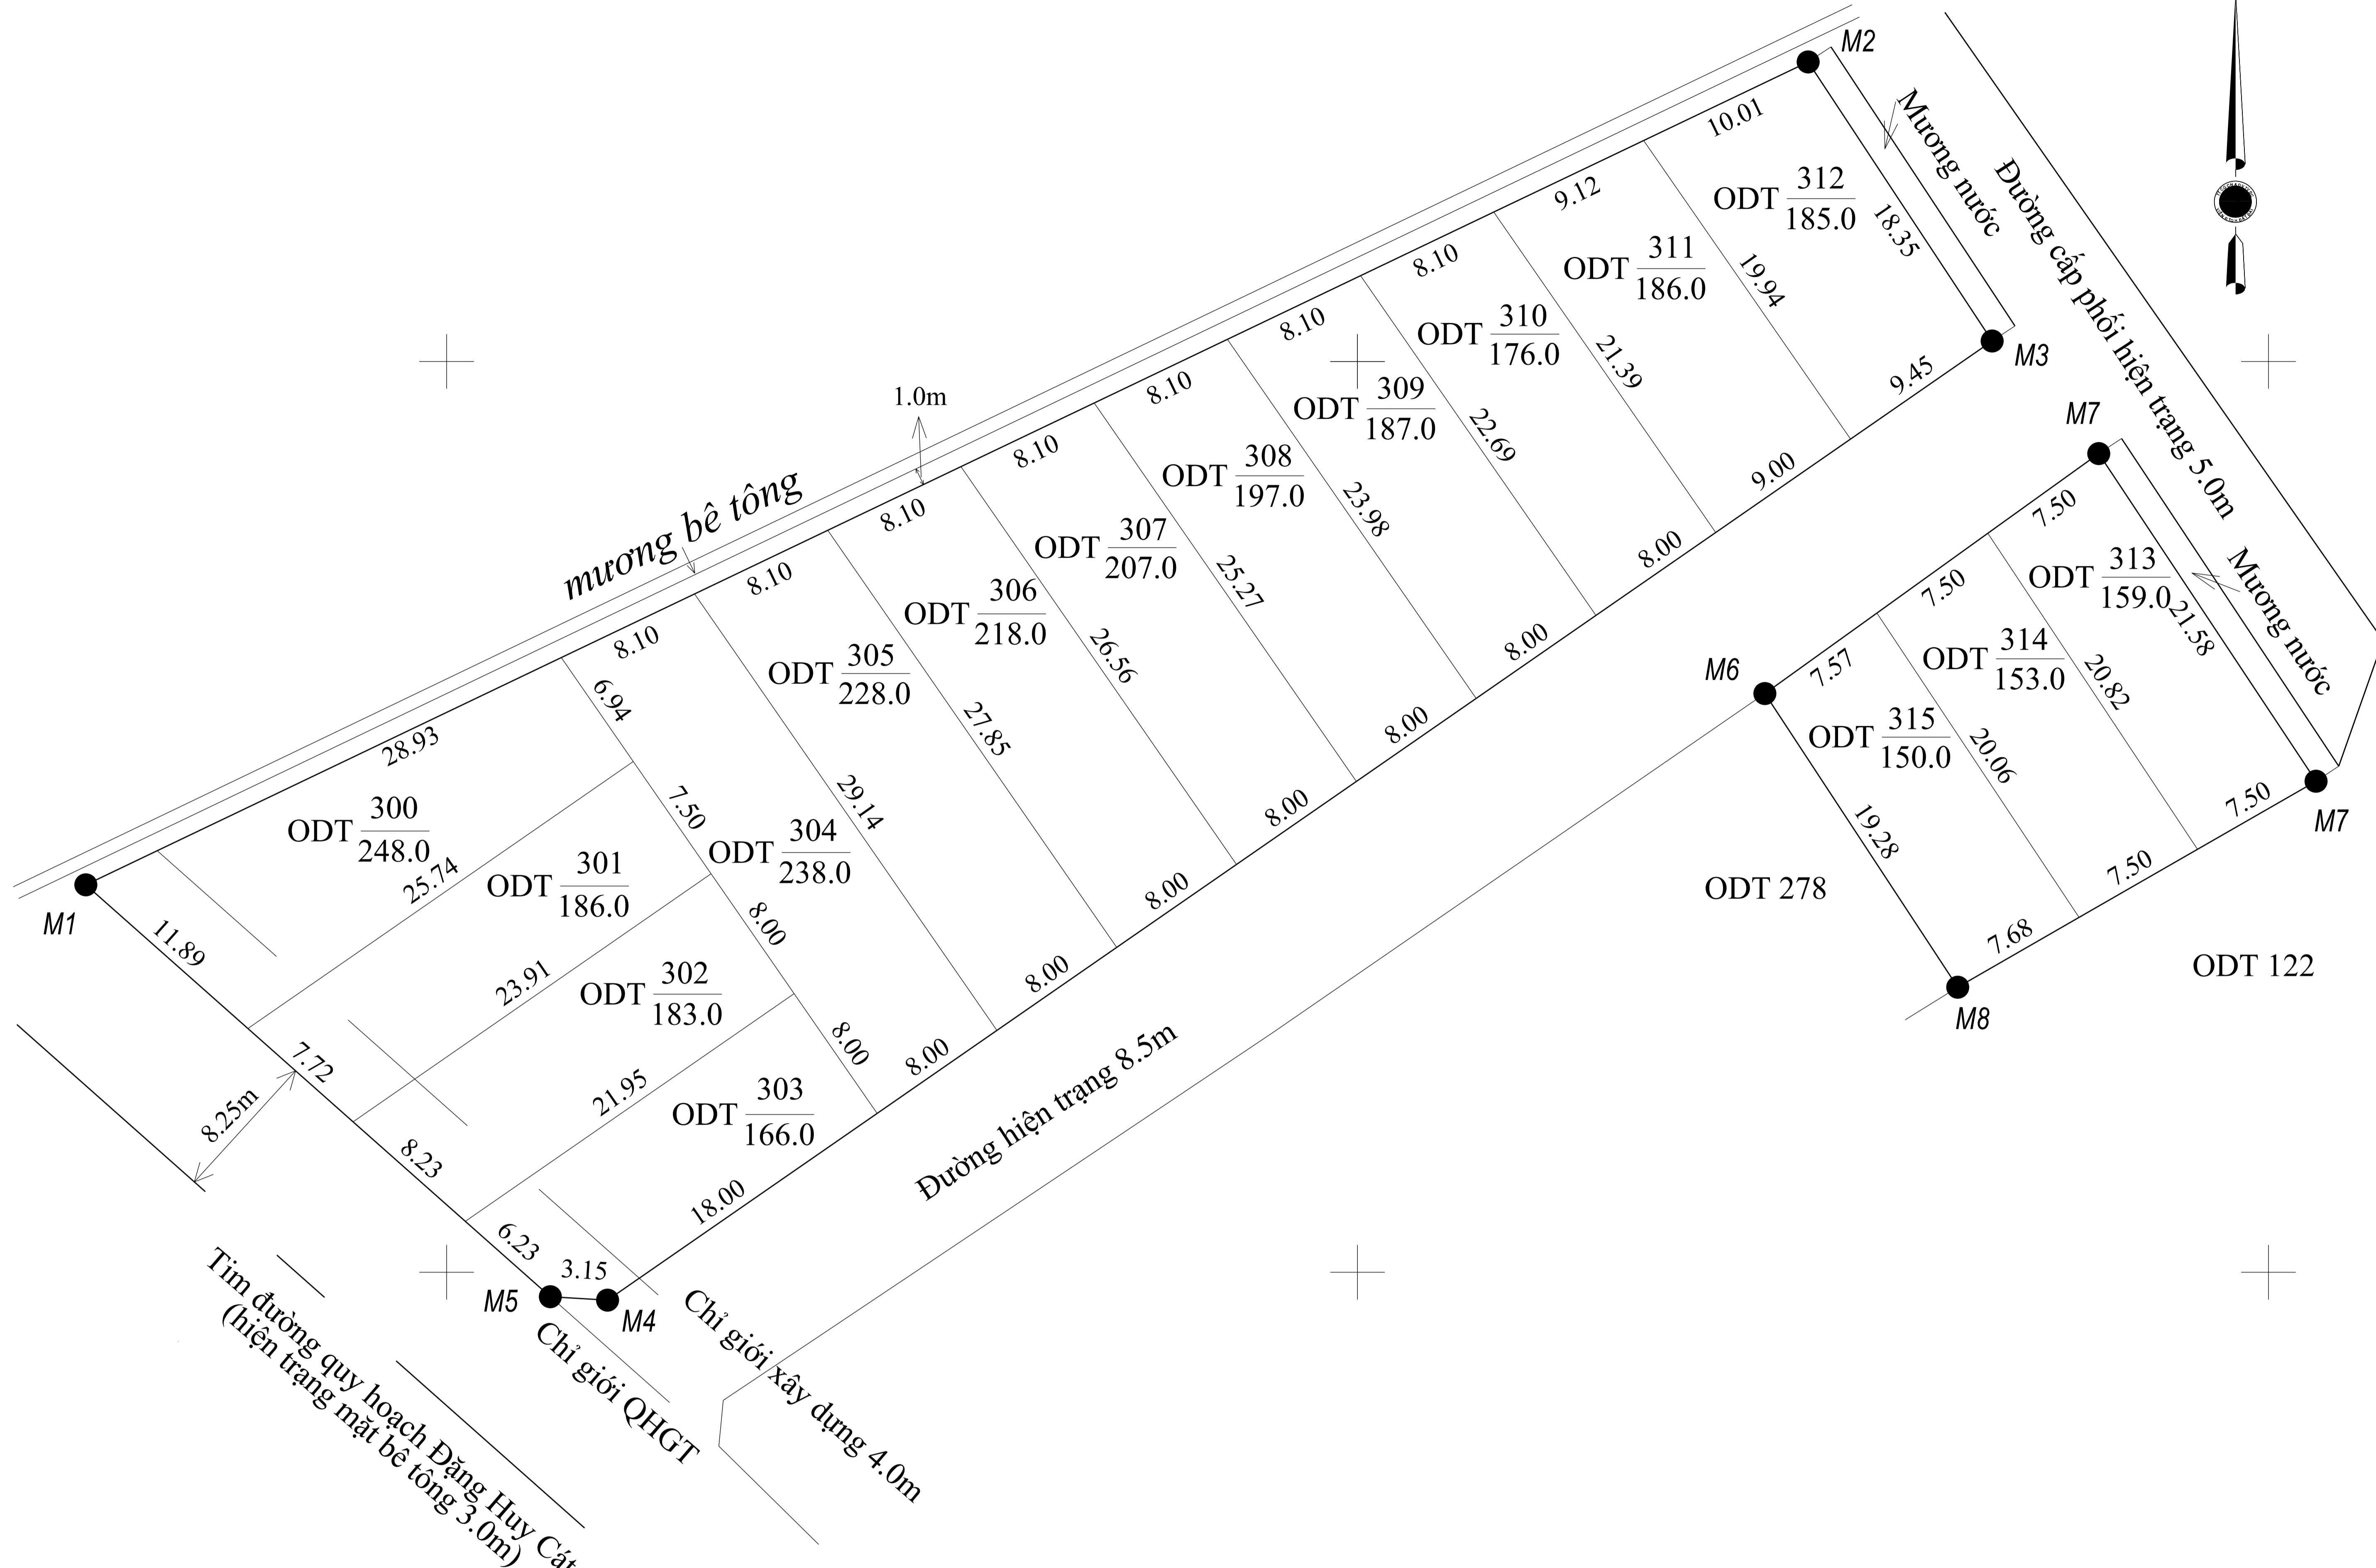 M2
10.01
Mương nước
312
ODT
185.0
18.35
9.12
311
ODT
186.0
19.94
Đường cấp phối hiện trạng 5.0m
8.10
310
ODT
176.0
21.39
M3
9.45
8.10
309
ODT
187.0
22.69
9.00
1.0m
8.10
308
ODT
197.0
23.98
8.00
mương bê tông
8.10
307
ODT
207.0
25.27
8.00
8.10
306
ODT
218.0
26.56
8.00
8.10
305
ODT
228.0
27.85
8.00
8.10
304
ODT
238.0
29.14
8.00
28.93
6.94
7.50
8.00
8.00
8.00
8.00
300
ODT
248.0
25.74
301
ODT
186.0
23.91
302
ODT
183.0
21.95
303
ODT
166.0
18.00
M1
11.89
7.72
8.25m
8.23
6.23
3.15
M5
M4
Đường hiện trạng 8.5m
Chỉ giới xây dựng 4.0m
Chỉ giới QHGT
Tim đường quy hoạch Đặng Huy Cát
(hiện trạng mặt bê tông 3.0m)
M7
7.50
313
ODT
159.0
21.58
Mương nước
7.50
314
ODT
153.0
20.82
M6
7.57
315
ODT
150.0
20.06
19.28
7.50
M7
7.50
7.68
M8
ODT 278
ODT 122